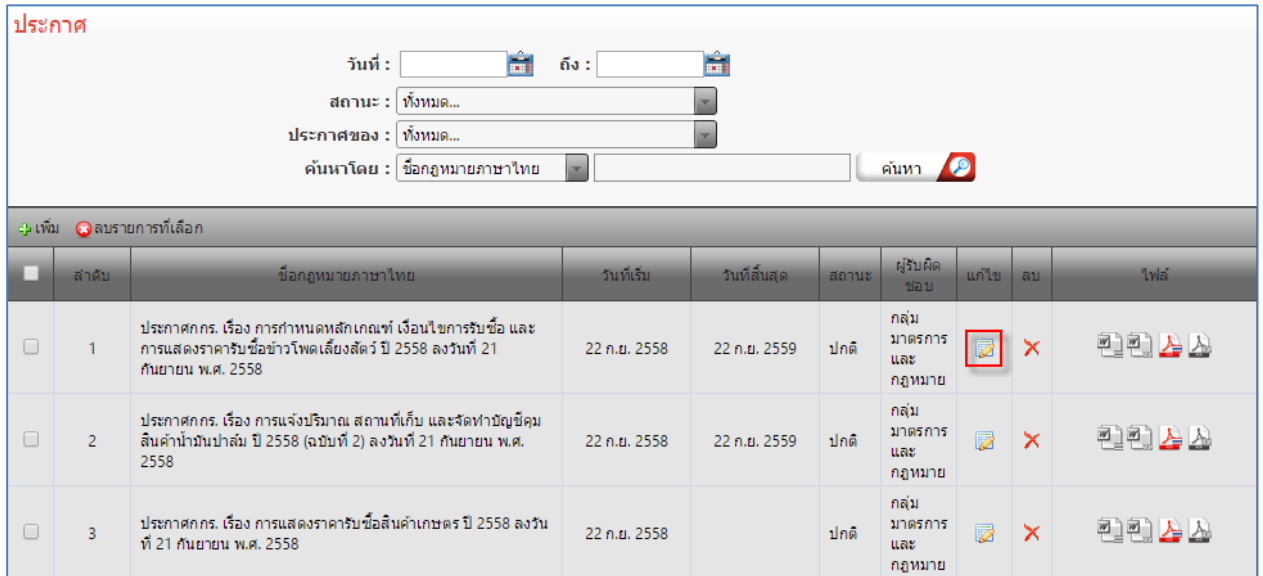 ประกาศ
วันที่ : ถึง :
สถานะ : ทั้งหมด...
ประกาศของ : ทั้งหมด...
ค้นหาโดย : ชื่อกฎหมายภาษาไทย ค้นหา
เพิ่ม ลบรายการที่เลือก
ลำดับ ชื่อกฎหมายภาษาไทย วันที่เริ่ม วันที่สิ้นสุด สถานะ ผู้รับผิด แก้ไข ลบ ไฟล์
ชอบ
ประกาศกกร. เรื่อง การกำหนดหลักเกณฑ์ เงื่อนไขการรับซื้อ และ
การแสดงราคารับซื้อข้าวโพดเลี้ยงสัตว์ ปี 2558 ลงวันที่ 21
กันยายน พ.ศ. 2558
1 22 ก.ย. 2558 22 ก.ย. 2559 ปกติ
กลุ่ม
มาตรการ
และ
กฎหมาย
ประกาศกกร. เรื่อง การแจ้งปริมาณ สถานที่เก็บ และจัดทำบัญชีคุม
สินค้าน้ำมันปาล์ม ปี 2558 (ฉบับที่ 2) ลงวันที่ 21 กันยายน พ.ศ.
2558
2 22 ก.ย. 2558 22 ก.ย. 2559 ปกติ
กลุ่ม
มาตรการ
และ
กฎหมาย
ประกาศกกร. เรื่อง การแสดงราคารับซื้อสินค้าเกษตร ปี 2558 ลงวัน
ที่ 21 กันยายน พ.ศ. 2558
3 22 ก.ย. 2558 ปกติ
กลุ่ม
มาตรการ
และ
กฎหมาย